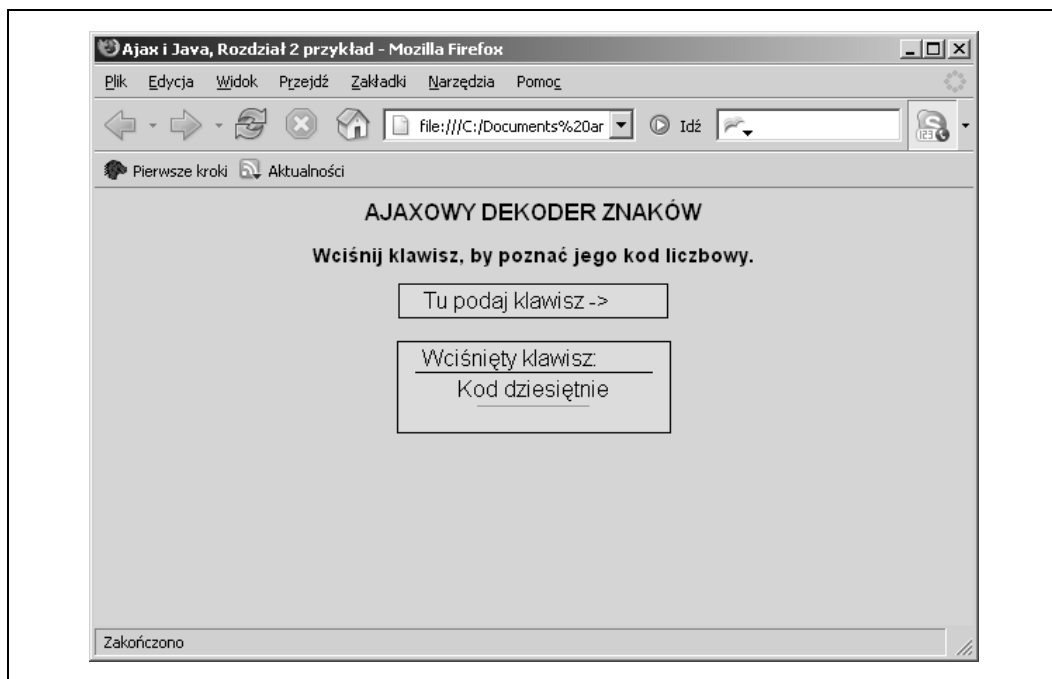 Ajax i Java, Rozdział 2 przykład - Mozilla Firefox
Plik Edycja Widok Przejdź Zakładki Narzędzia Pomoc
file:///C:/Documents%20ar Idź
123
Pierwsze kroki Aktualności
AJAXOWY DEKODER ZNAKÓW
Wciśnij klawisz, by poznać jego kod liczbowy.
Tu podaj klawisz ->
Wciśnięty klawisz:
Kod dziesiętnie
Zakończono